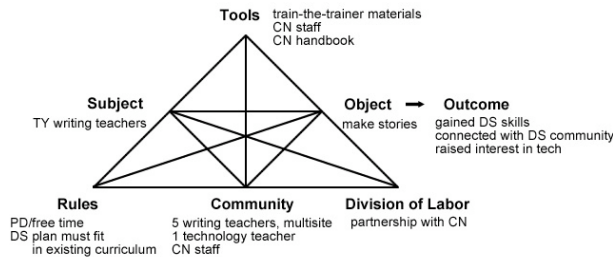 Tools
train-the-trainer materials
CN staff
CN handbook
Subject
TY writing teachers
Object
make stories
Outcome
gained DS skills
connected with DS community
raised interest in tech
Rules
PD/free time
DS plan must fit
in existing curriculum
Community
5 writing teachers, multisite
1 technology teacher
CN staff
Division of Labor
partnership with CN